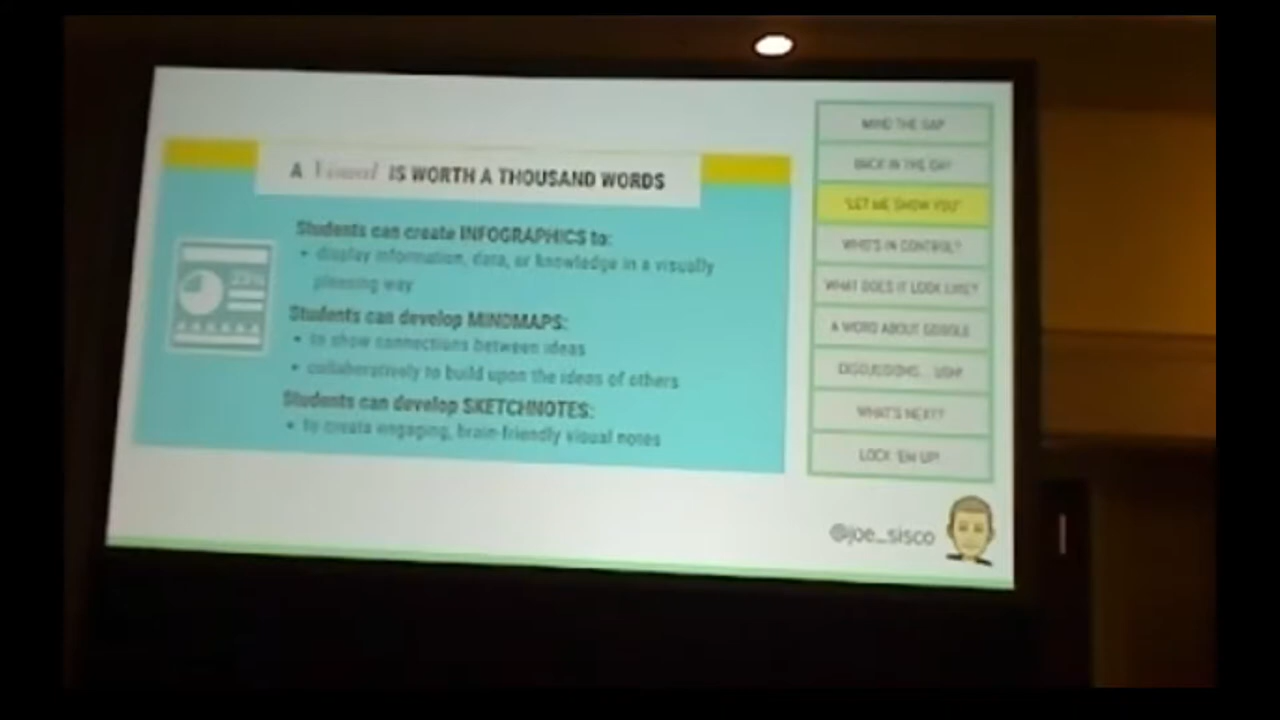 A Visual IS WORTH A THOUSAND WORDS
Students can create INFOGRAPHICS to:
• display information, data, or knowledge in a visually
pleasing way
Students can develop MINDMAPS:
• to show connections between ideas
• collaboratively to build upon the ideas of others
Students can develop SKETCHNOTES:
• to create engaging, brain-friendly visual notes
MIND THE GAP
BACK IN THE DAY
"LET ME SHOW YOU"
WHO'S IN CONTROL?
WHAT DOES IT LOOK LIKE?
A WORD ABOUT GOOGLE
DISCUSSIONS... UGH!
WHAT'S NEXT?
LOCK 'EM UP!
@joe_sisco